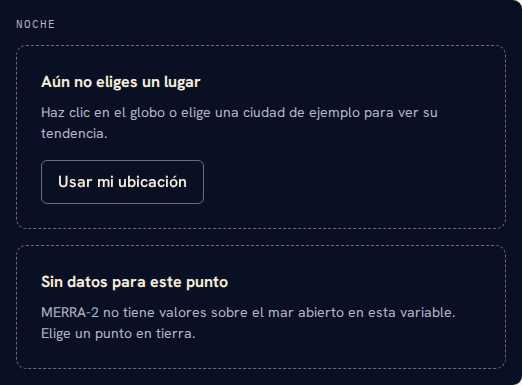 NOCHE
Aún no eliges un lugar
Haz clic en el globo o elige una ciudad de ejemplo para ver su
tendencia.
Usar mi ubicación
Sin datos para este punto
MERRA-2 no tiene valores sobre el mar abierto en esta variable.
Elige un punto en tierra.